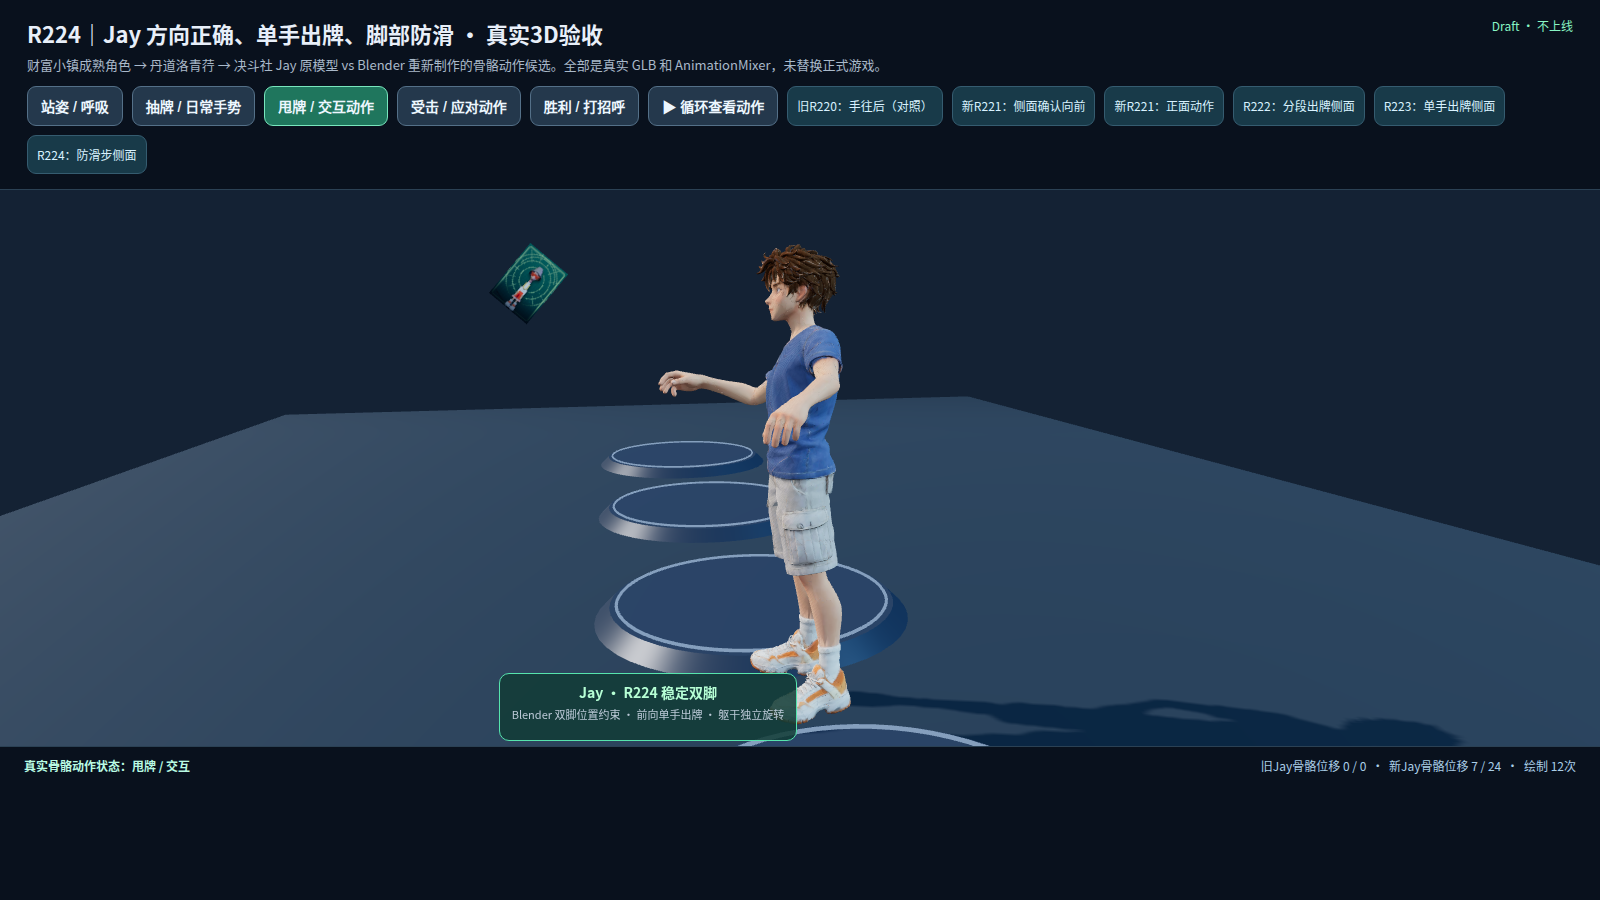 R224｜Jay 方向正确、单手出牌、脚部防滑 · 真实3D验收
Draft · 不上线
财富小镇成熟角色 → 丹道洛青荇 → 决斗社 Jay 原模型 vs Blender 重新制作的骨骼动作候选。全部是真实 GLB 和 AnimationMixer，未替换正式游戏。
站姿 / 呼吸
抽牌 / 日常手势
甩牌 / 交互动作
受击 / 应对动作
胜利 / 打招呼
▶ 循环查看动作
旧R220：手往后（对照）
新R221：侧面确认向前
新R221：正面动作
R222：分段出牌侧面
R223：单手出牌侧面
R224：防滑步侧面
Jay · R224 稳定双脚
Blender 双脚位置约束 · 前向单手出牌 · 躯干独立旋转
真实骨骼动作状态：甩牌 / 交互
旧Jay骨骼位移 0 / 0 · 新Jay骨骼位移 7 / 24 · 绘制 12次